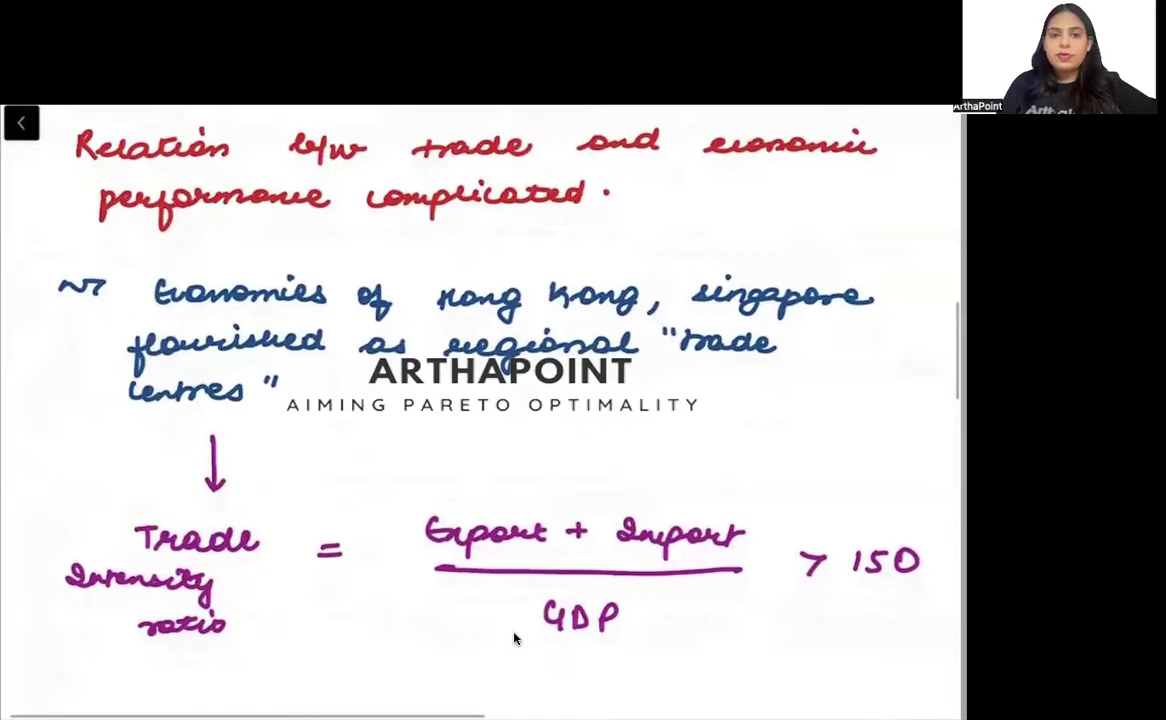 ArthaPoint
Relation b/w trade and economic
performance complicated.
~> Economies of Hong Kong, Singapore
flourished as regional "trade
centres"
ARTHAPOINT
AIMING PARETO OPTIMALITY
↓
Trade = Export + Import > 150
Intensity
ratio GDP